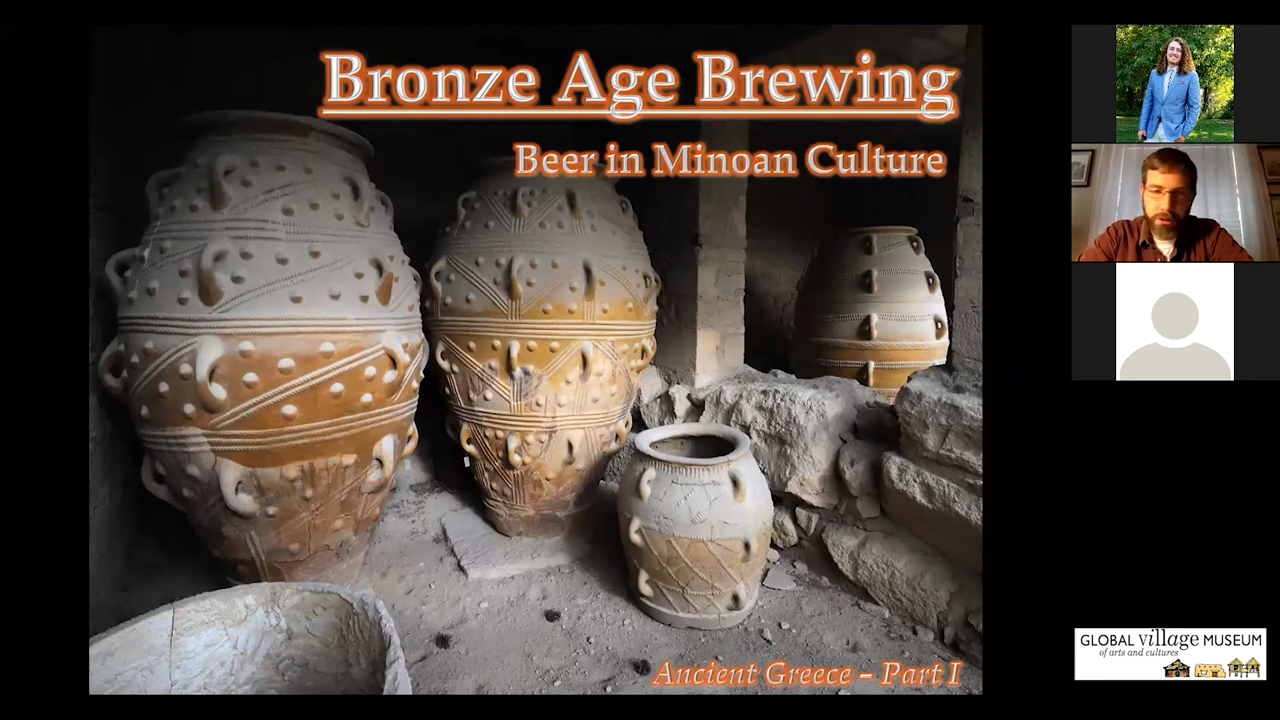 Bronze Age Brewing
Beer in Minoan Culture
Ancient Greece – Part I
GLOBAL village MUSEUM
of arts and cultures